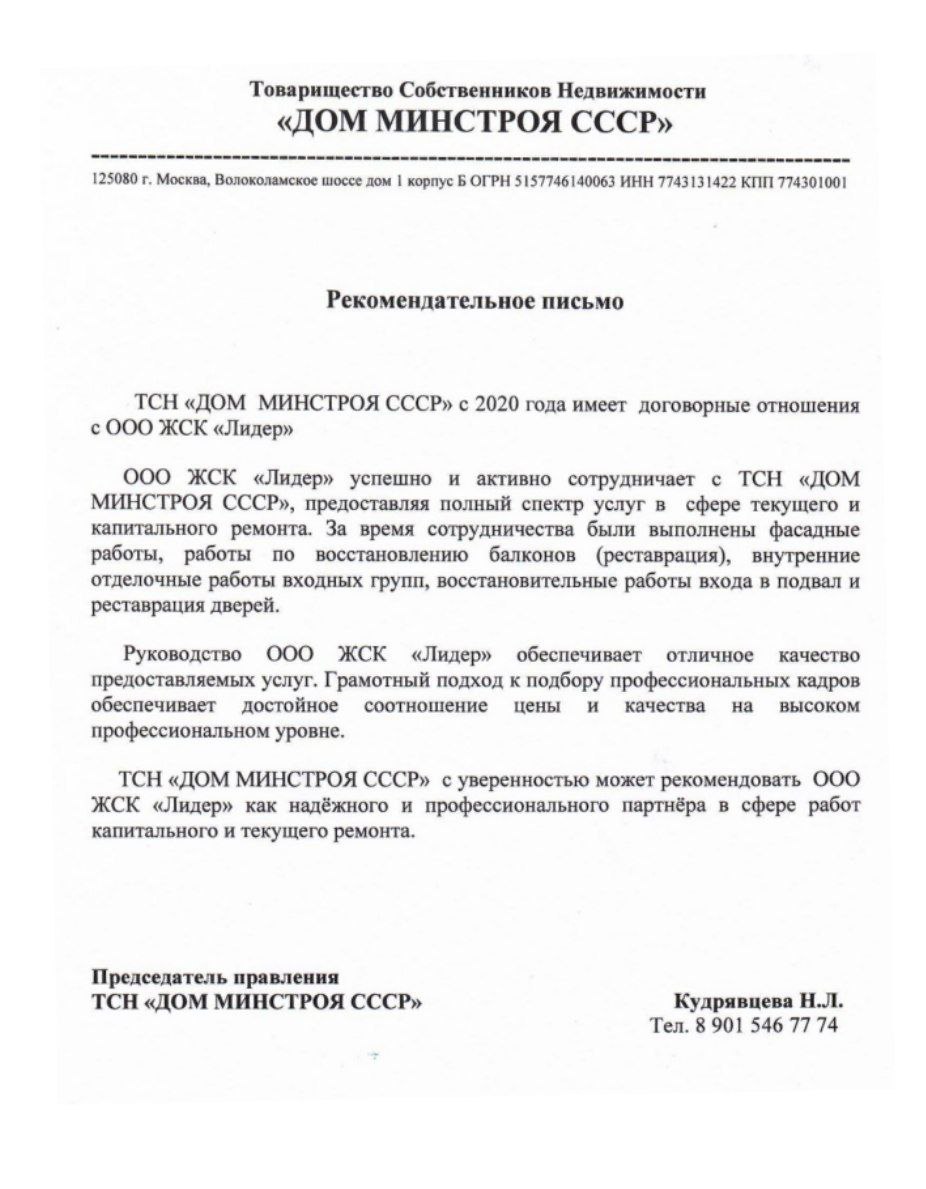 Товарищество Собственников Недвижимости
«ДОМ МИНСТРОЯ СССР»
125080 г. Москва, Волоколамское шоссе дом 1 корпус Б ОГРН 5157746140063 ИНН 7743131422 КПП 774301001
Рекомендательное письмо
ТСН «ДОМ МИНСТРОЯ СССР» с 2020 года имеет договорные отношения
с ООО ЖСК «Лидер»
ООО ЖСК «Лидер» успешно и активно сотрудничает с ТСН «ДОМ
МИНСТРОЯ СССР», предоставляя полный спектр услуг в сфере текущего и
капитального ремонта. За время сотрудничества были выполнены фасадные
работы, работы по восстановлению балконов (реставрация), внутренние
отделочные работы входных групп, восстановительные работы входа в подвал и
реставрация дверей.
Руководство ООО ЖСК «Лидер» обеспечивает отличное качество
предоставляемых услуг. Грамотный подход к подбору профессиональных кадров
обеспечивает достойное соотношение цены и качества на высоком
профессиональном уровне.
ТСН «ДОМ МИНСТРОЯ СССР» с уверенностью может рекомендовать ООО
ЖСК «Лидер» как надёжного и профессионального партнёра в сфере работ
капитального и текущего ремонта.
Председатель правления
ТСН «ДОМ МИНСТРОЯ СССР» Кудрявцева Н.Л.
Тел. 8 901 546 77 74